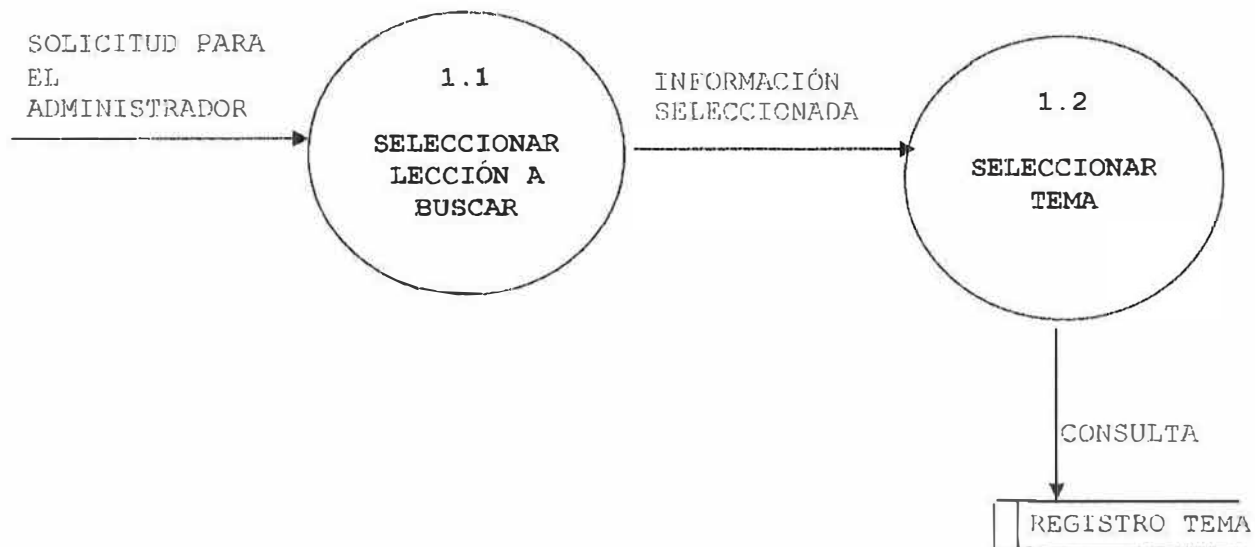 SOLICITUD PARA
EL
ADMINISTRADOR
1.1
SELECCIONAR
LECCIÓN A
BUSCAR
INFORMACIÓN
SELECCIONADA
1.2
SELECCIONAR
TEMA
CONSULTA
REGISTRO TEMA